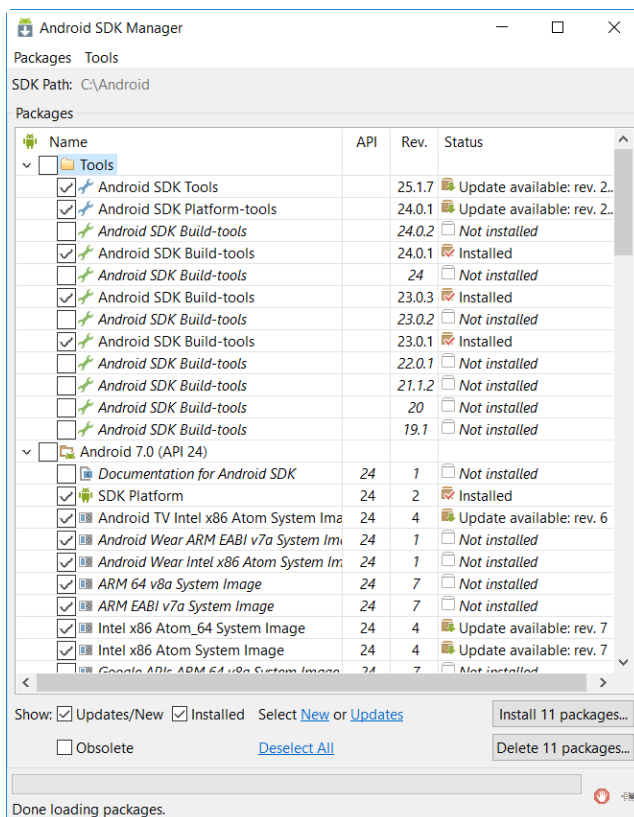 Android SDK Manager
Packages Tools
SDK Path: C:\Android
Packages
Name API Rev. Status
Tools
Android SDK Tools 25.1.7 Update available: rev. 2..
Android SDK Platform-tools 24.0.1 Update available: rev. 2..
Android SDK Build-tools 24.0.2 Not installed
Android SDK Build-tools 24.0.1 Installed
Android SDK Build-tools 24 Not installed
Android SDK Build-tools 23.0.3 Installed
Android SDK Build-tools 23.0.2 Not installed
Android SDK Build-tools 23.0.1 Installed
Android SDK Build-tools 22.0.1 Not installed
Android SDK Build-tools 21.1.2 Not installed
Android SDK Build-tools 20 Not installed
Android SDK Build-tools 19.1 Not installed
Android 7.0 (API 24)
Documentation for Android SDK 24 1 Not installed
SDK Platform 24 2 Installed
Android TV Intel x86 Atom System Ima 24 4 Update available: rev. 6
Android Wear ARM EABI v7a System Im 24 1 Not installed
Android Wear Intel x86 Atom System Im 24 1 Not installed
ARM 64 v8a System Image 24 7 Not installed
ARM EABI v7a System Image 24 7 Not installed
Intel x86 Atom_64 System Image 24 4 Update available: rev. 7
Intel x86 Atom System Image 24 4 Update available: rev. 7
Google APIs ARM 64 v8a System Image 24 7 Not installed
Show: Updates/New Installed Select New or Updates Install 11 packages...
Obsolete Deselect All Delete 11 packages...
Done loading packages.